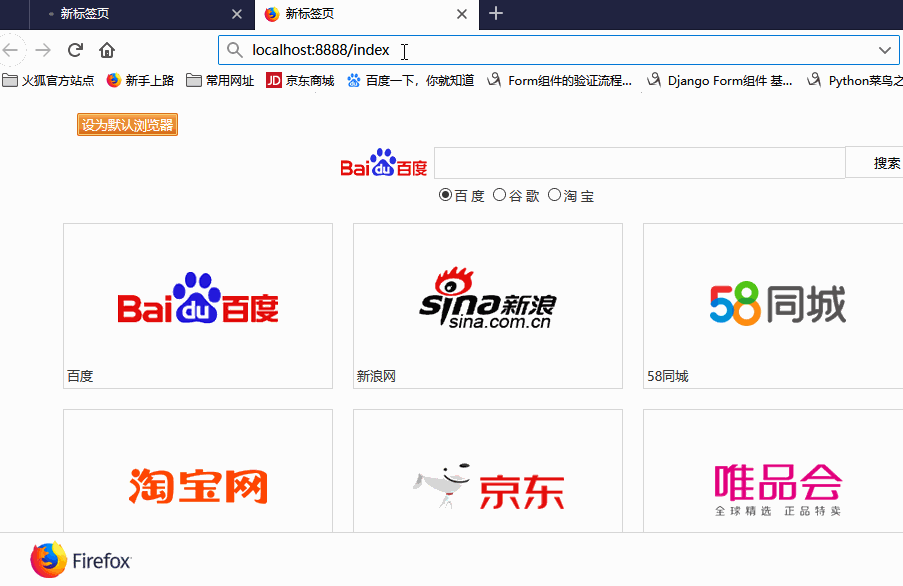 新标签页
新标签页
localhost:8888/index
火狐官方站点 新手上路 常用网址 JD 京东商城 百度一下，你就知道 Form组件的验证流程... Django Form组件 基... Python菜鸟之
设为默认浏览器
Bai du 百度
搜索
百 度 谷 歌 淘 宝
Bai du 百度
sina新浪
sina.com.cn
58同城
百度
新浪网
58同城
淘宝网
京东
唯品会
全球精选 正品特卖
Firefox